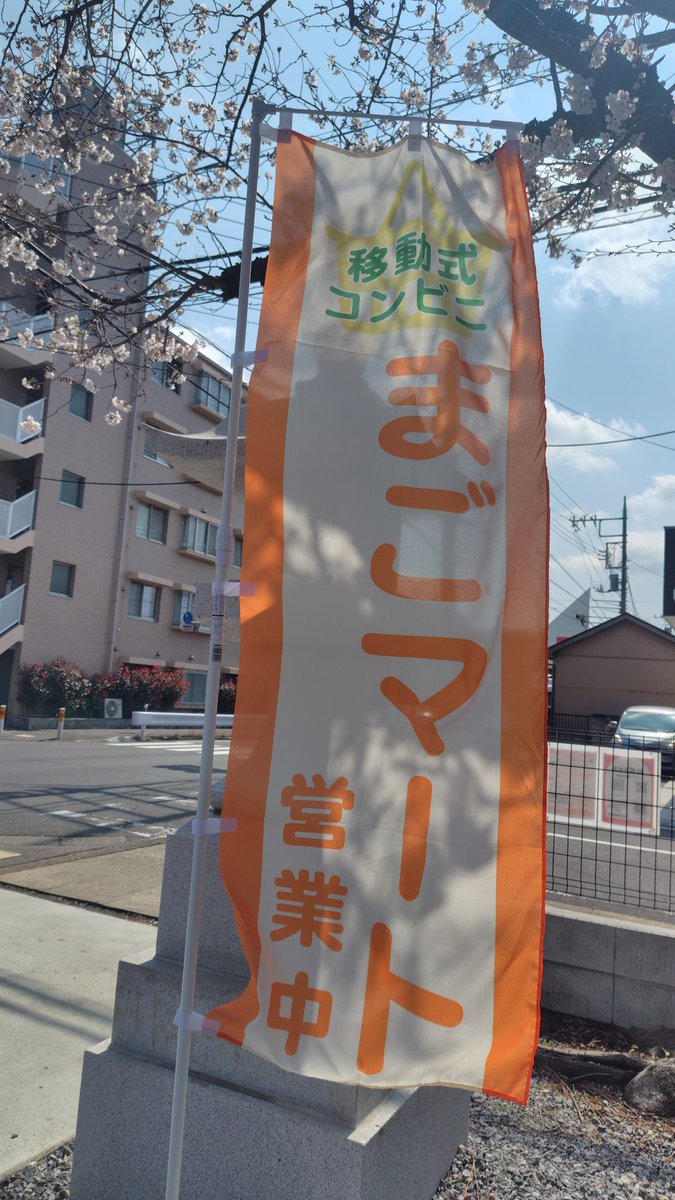 移動式
コンビニ
まごマート
営業中